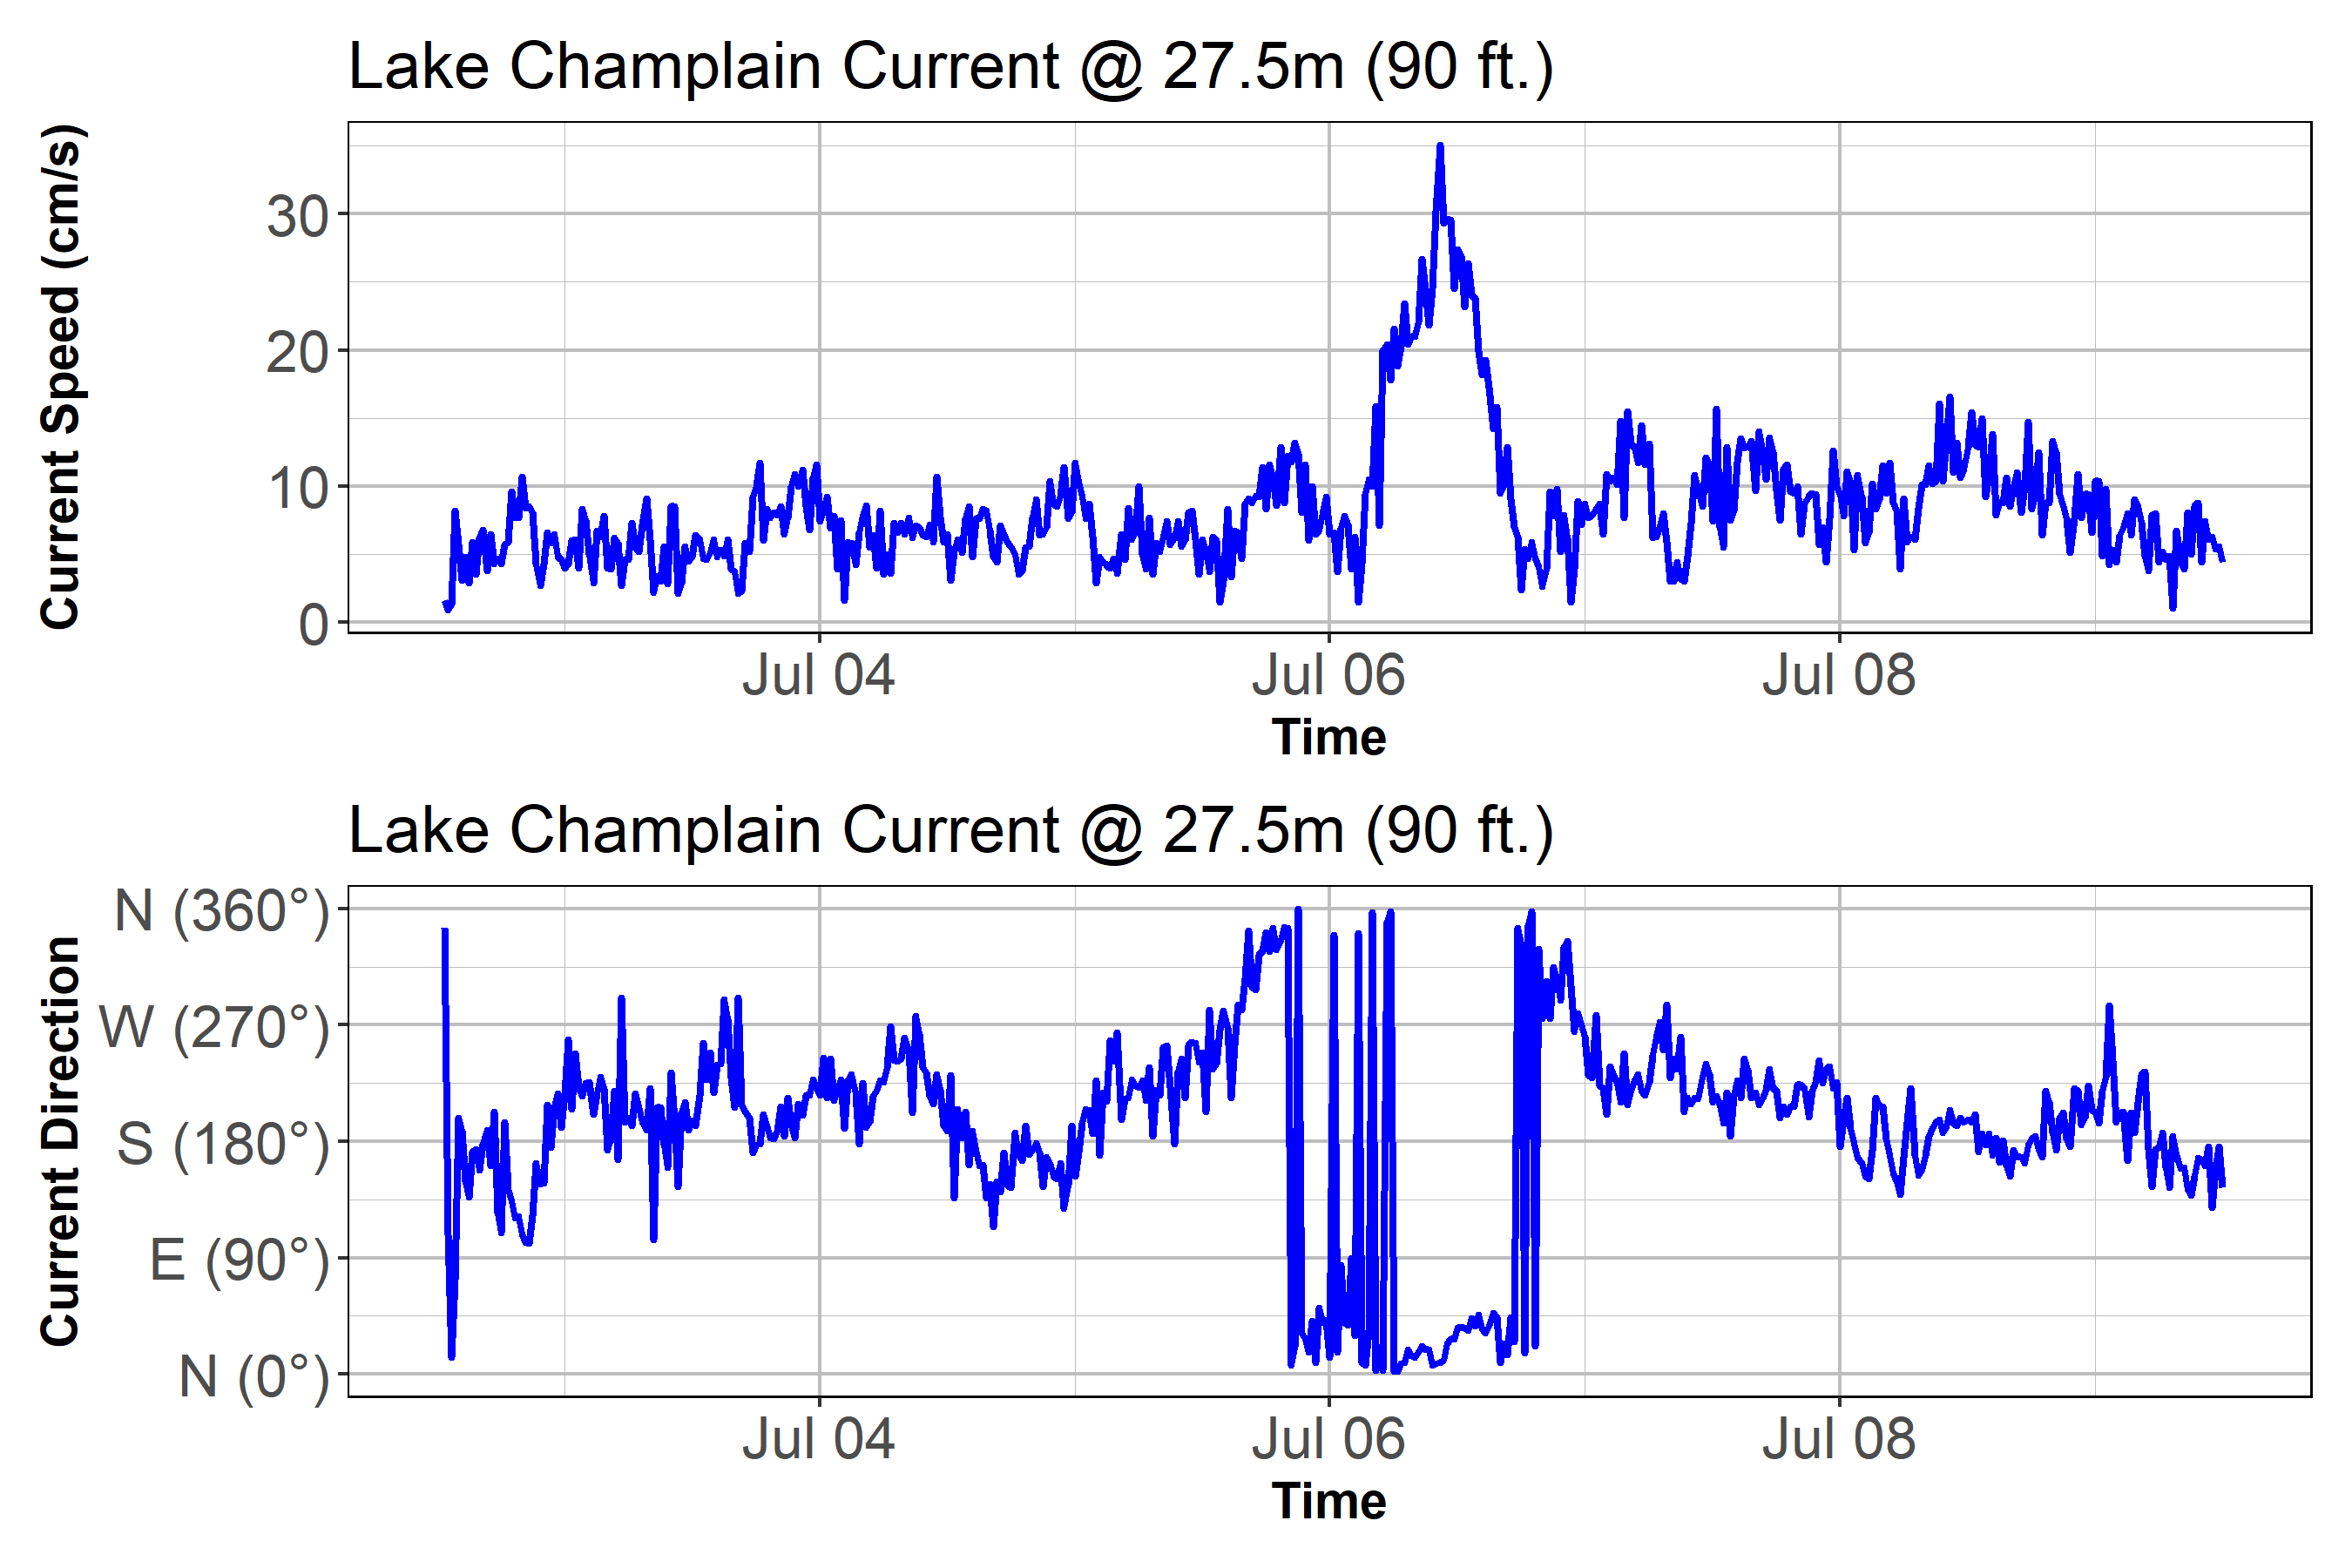 Lake Champlain Current @ 27.5m (90 ft.)
Current Speed (cm/s)
30
20
10
0
Jul 04 Jul 06 Jul 08
Time
Lake Champlain Current @ 27.5m (90 ft.)
Current Direction
N (360°)
W (270°)
S (180°)
E (90°)
N (0°)
Jul 04 Jul 06 Jul 08
Time